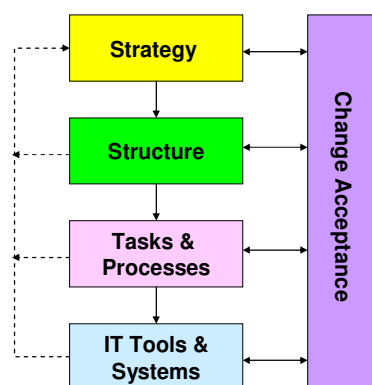 Strategy
Structure
Tasks &
Processes
IT Tools &
Systems
Change Acceptance